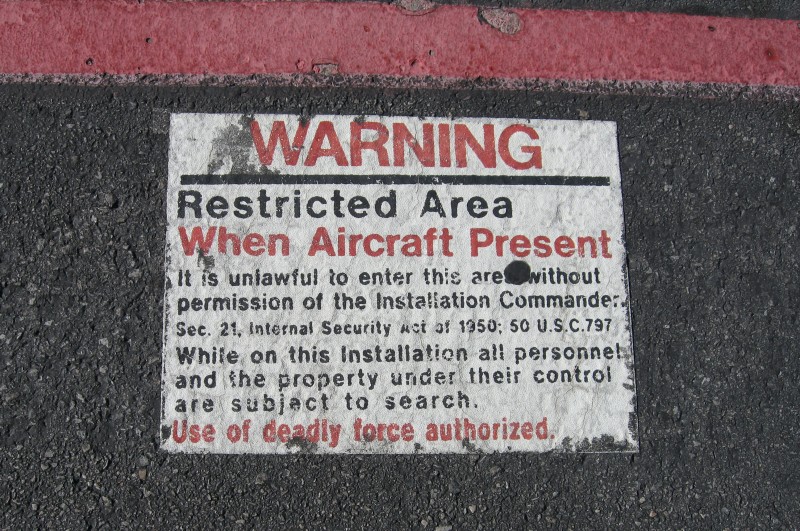 WARNING
Restricted Area
When Aircraft Present
It is unlawful to enter this area without
permission of the Installation Commander.
Sec. 21, Internal Security Act of 1950; 50 U.S.C.797
While on this Installation all personnel
and the property under their control
are subject to search.
Use of deadly force authorized.